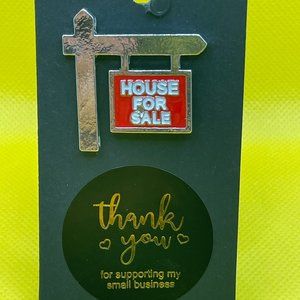 HOUSE
FOR
SALE
thank
you
for supporting my
small business